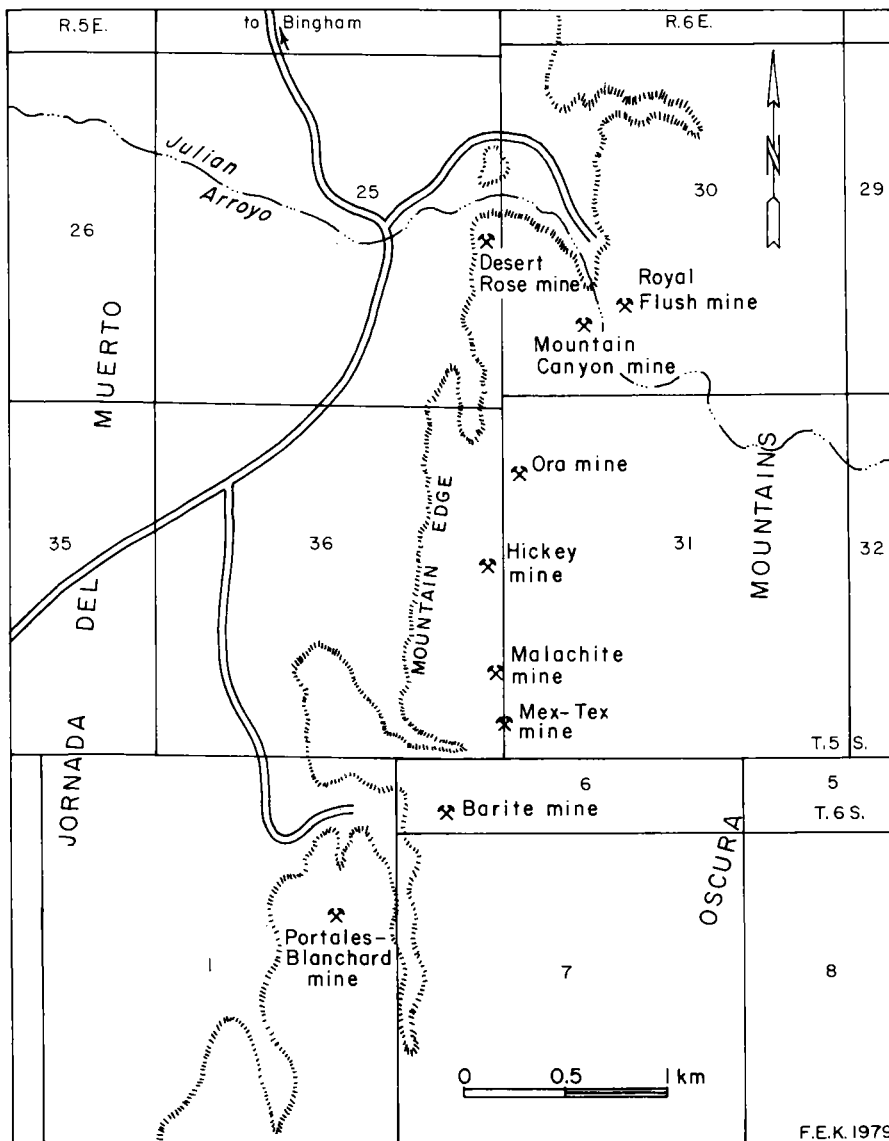 R.5E.
to Bingham
R.6E.
N
Julian
Arroyo
25
30
29
26
Desert
Rose mine
Royal
Flush mine
Mountain
Canyon mine
MUERTO
Ora mine
MOUNTAINS
MOUNTAIN EDGE
35
36
31
32
Hickey
mine
DEL
Malachite
mine
Mex-Tex
mine
T.5 S.
JORNADA
6
5
Barite mine
T.6 S.
OSCURA
Portales-
Blanchard
mine
1
7
8
0 0.5 1 km
F.E.K. 1979